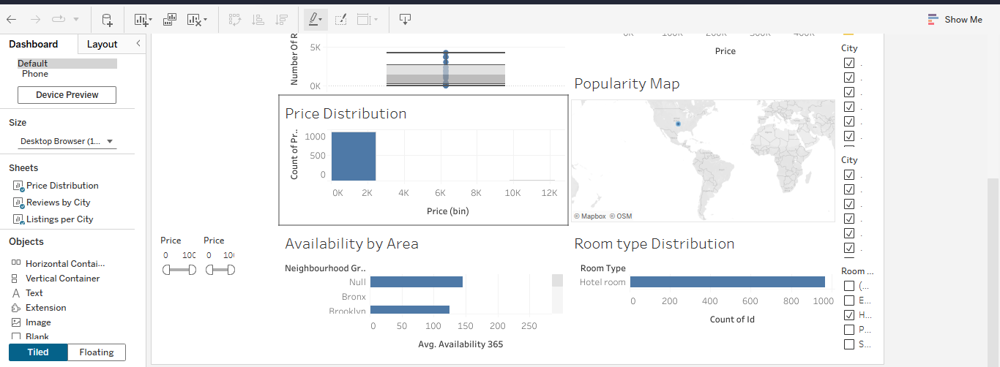 Show Me
Dashboard
Layout
Default
Phone
Device Preview
Size
Desktop Browser (1...
Sheets
Price Distribution
Reviews by City
Listings per City
Objects
Horizontal Contai...
Vertical Container
Text
Extension
Image
Blank
Tiled
Floating
Price
0
Price
0
Number Of R
5K
0K
Price
City
.
.
.
.
.
.
Price Distribution
Count of Pr..
1000
500
0
0K 2K 4K 6K 8K 10K 12K
Price (bin)
Popularity Map
© Mapbox © OSM
City
.
.
.
.
.
.
Availability by Area
Neighbourhood Gr..
Null
Bronx
Brooklyn
0 50 100 150 200 250
Avg. Availability 365
Room type Distribution
Room Type
Hotel room
0 200 400 600 800 1000
Count of Id
Room ...
(...
E...
H...
P...
S...